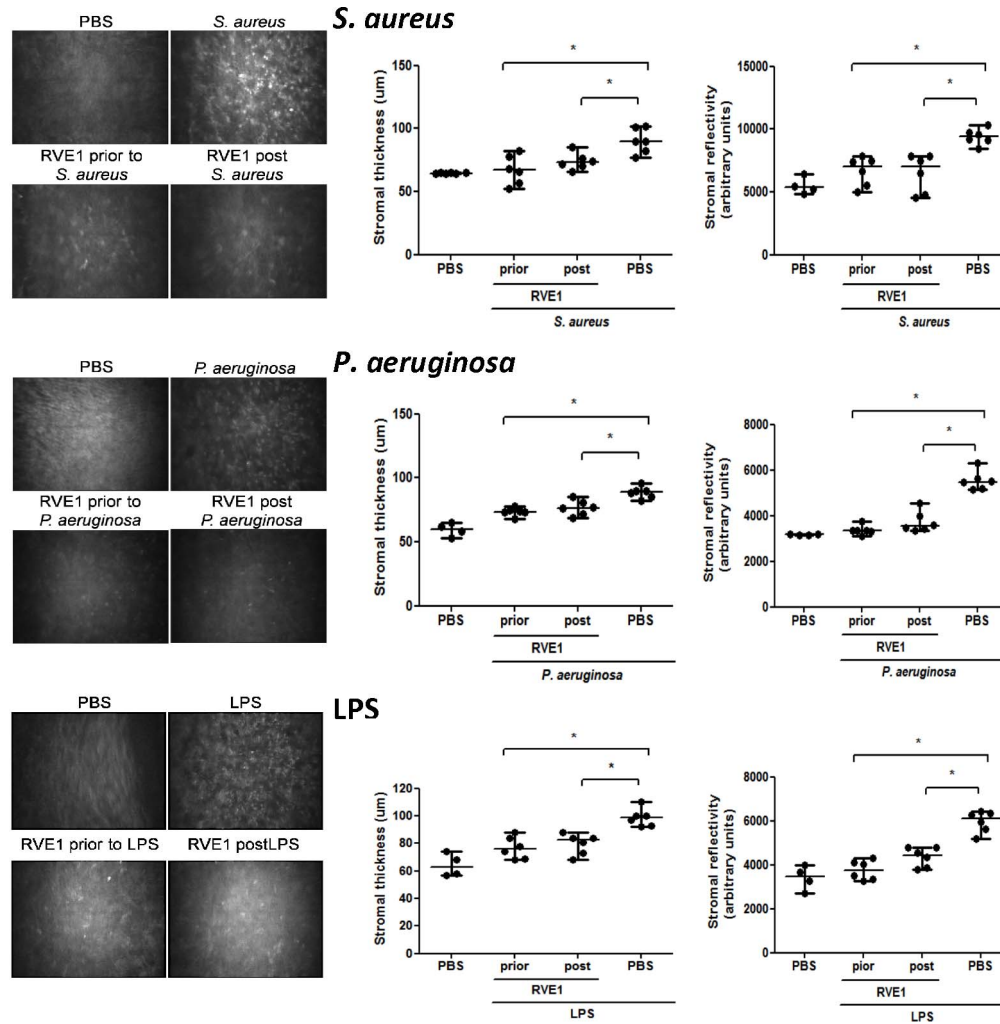 S. aureus
PBS
S. aureus
RVE1 prior to
S. aureus
RVE1 post
S. aureus
Stromal thickness (um)
150
100
50
0
*
*
PBS
prior
post
PBS
RVE1
S. aureus
Stromal reflectivity
(arbitrary units)
15000
10000
5000
0
*
*
PBS
prior
post
PBS
RVE1
S. aureus
P. aeruginosa
PBS
P. aeruginosa
RVE1 prior to
P. aeruginosa
RVE1 post
P. aeruginosa
Stromal thickness (um)
150
100
50
0
*
*
PBS
prior
post
PBS
RVE1
P. aeruginosa
Stromal reflectivity
(arbitrary units)
8000
6000
4000
2000
0
*
*
PBS
prior
post
PBS
RVE1
P. aeruginosa
LPS
PBS
LPS
RVE1 prior to LPS
RVE1 postLPS
Stromal thickness (um)
120
100
80
60
40
20
0
*
*
PBS
prior
post
PBS
RVE1
LPS
Stromal reflectivity
(arbitrary units)
8000
6000
4000
2000
0
*
*
PBS
pior
post
PBS
RVE1
LPS